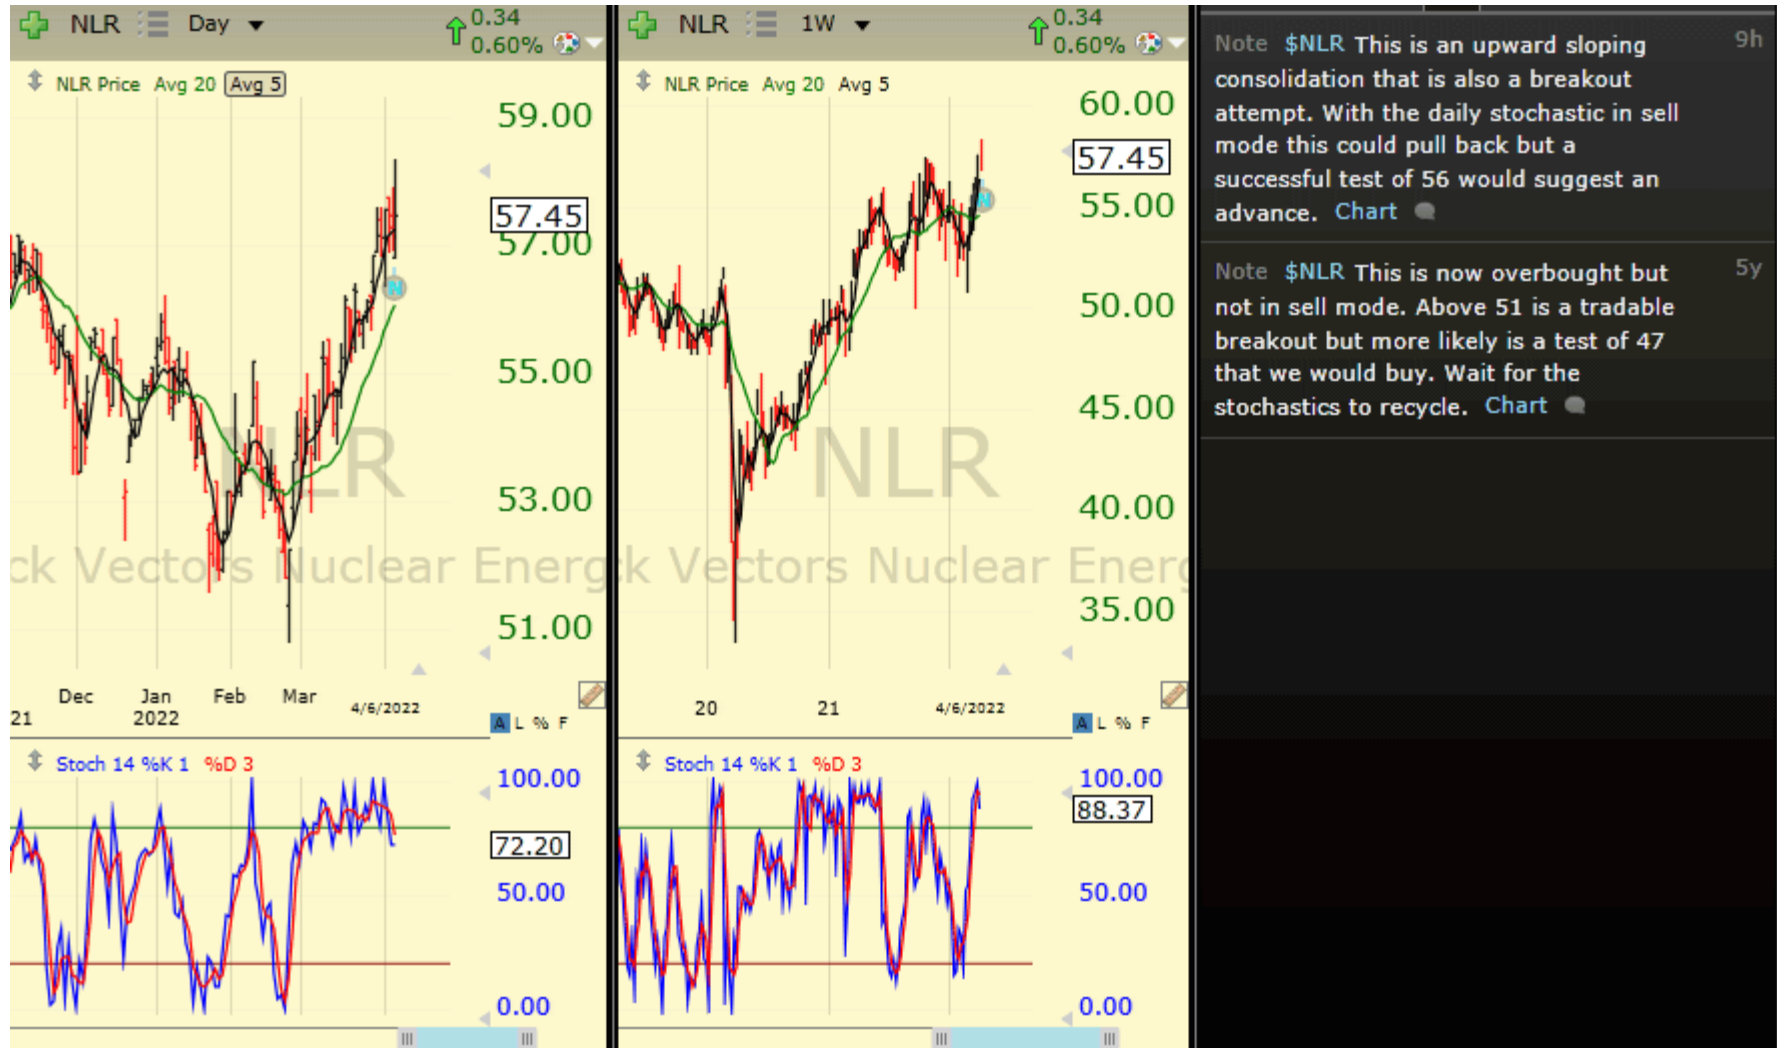 NLR Day
0.34
0.60%
NLR Price Avg 20 Avg 5
59.00
57.45
57.00
55.00
53.00
51.00
NLR
ck Vectors Nuclear Energ
Dec Jan Feb Mar 4/6/2022
21 2022
A L % F
Stoch 14 %K 1 %D 3
100.00
72.20
50.00
0.00
N
NLR 1W
0.34
0.60%
NLR Price Avg 20 Avg 5
60.00
57.45
55.00
50.00
45.00
40.00
35.00
NLR
ck Vectors Nuclear Energ
20 21 4/6/2022
A L % F
Stoch 14 %K 1 %D 3
100.00
88.37
50.00
0.00
N
Note $NLR This is an upward sloping 9h
consolidation that is also a breakout
attempt. With the daily stochastic in sell
mode this could pull back but a
successful test of 56 would suggest an
advance. Chart
Note $NLR This is now overbought but 5y
not in sell mode. Above 51 is a tradable
breakout but more likely is a test of 47
that we would buy. Wait for the
stochastics to recycle. Chart